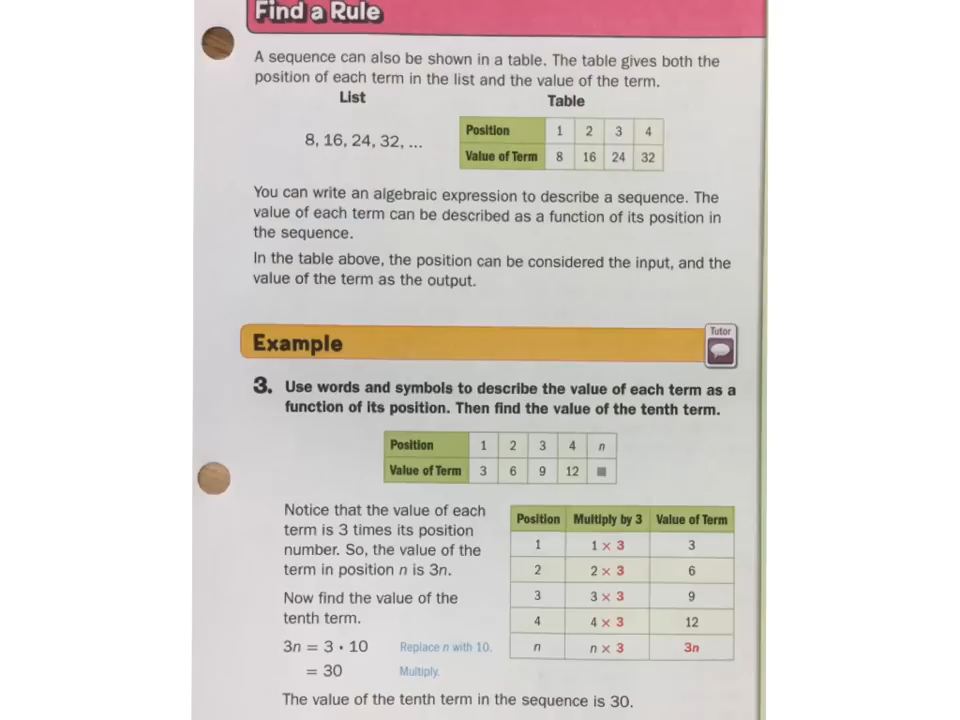 Find a Rule
A sequence can also be shown in a table. The table gives both the
position of each term in the list and the value of the term.
List Table
8, 16, 24, 32, ...
Position 1 2 3 4
Value of Term 8 16 24 32
You can write an algebraic expression to describe a sequence. The
value of each term can be described as a function of its position in
the sequence.
In the table above, the position can be considered the input, and the
value of the term as the output.
Tutor
Example
3. Use words and symbols to describe the value of each term as a
function of its position. Then find the value of the tenth term.
Position 1 2 3 4 n
Value of Term 3 6 9 12 ■
Notice that the value of each
term is 3 times its position
number. So, the value of the
term in position n is 3n.
Now find the value of the
tenth term.
3n = 3 • 10 Replace n with 10.
= 30 Multiply.
Position Multiply by 3 Value of Term
1 1 × 3 3
2 2 × 3 6
3 3 × 3 9
4 4 × 3 12
n n × 3 3n
The value of the tenth term in the sequence is 30.